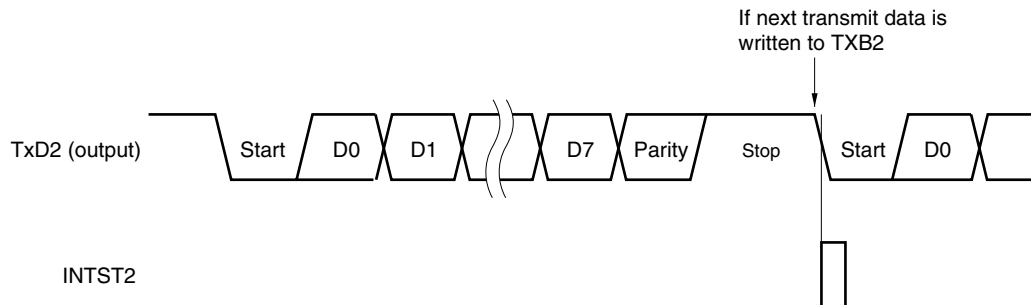 If next transmit data is
written to TXB2
TxD2 (output)
Start
D0
D1
D7
Parity
Stop
Start
D0
INTST2